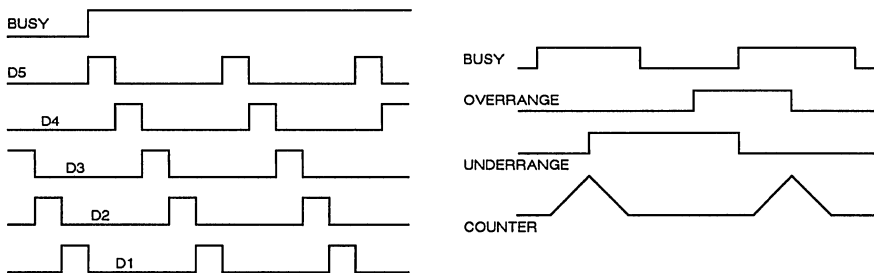 BUSY
D5
D4
D3
D2
D1
BUSY
OVERRANGE
UNDERRANGE
COUNTER